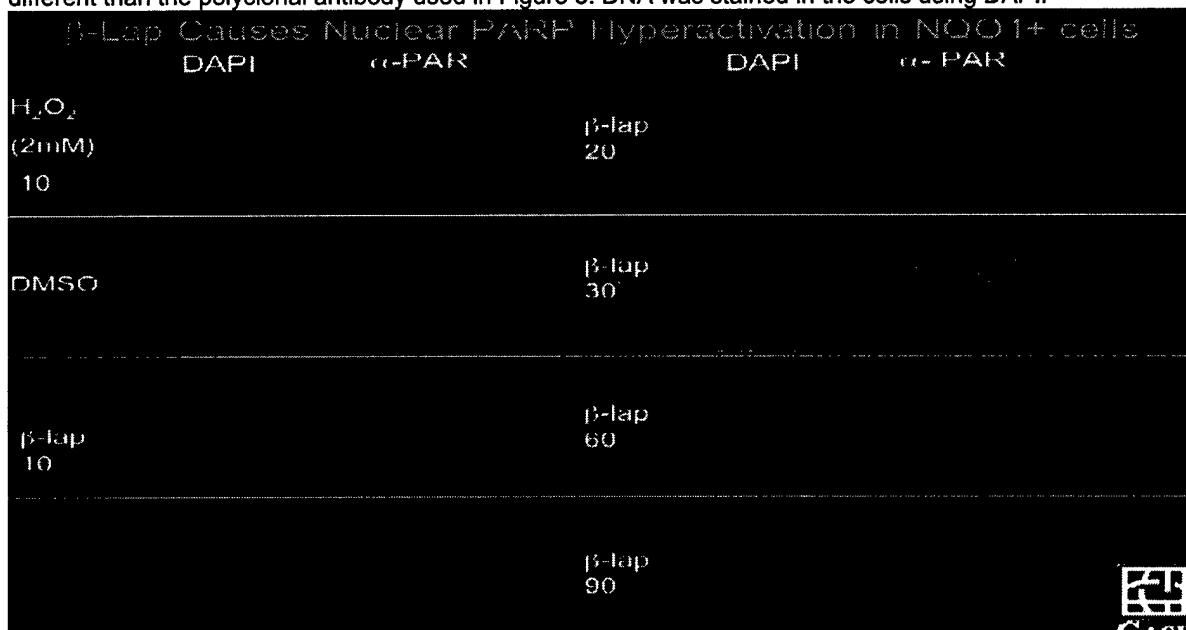 different than the polyclonal antibody used in Figure 3. DNA was stained in the cells using DAPI.
β-Lap Causes Nuclear PARP Hyperactivation in NQO1+ cells
DAPI α-PAR DAPI α- PAR
H₂O₂
(2mM)
10
β-lap
20
DMSO
β-lap
30'
β-lap
10
β-lap
60
β-lap
90